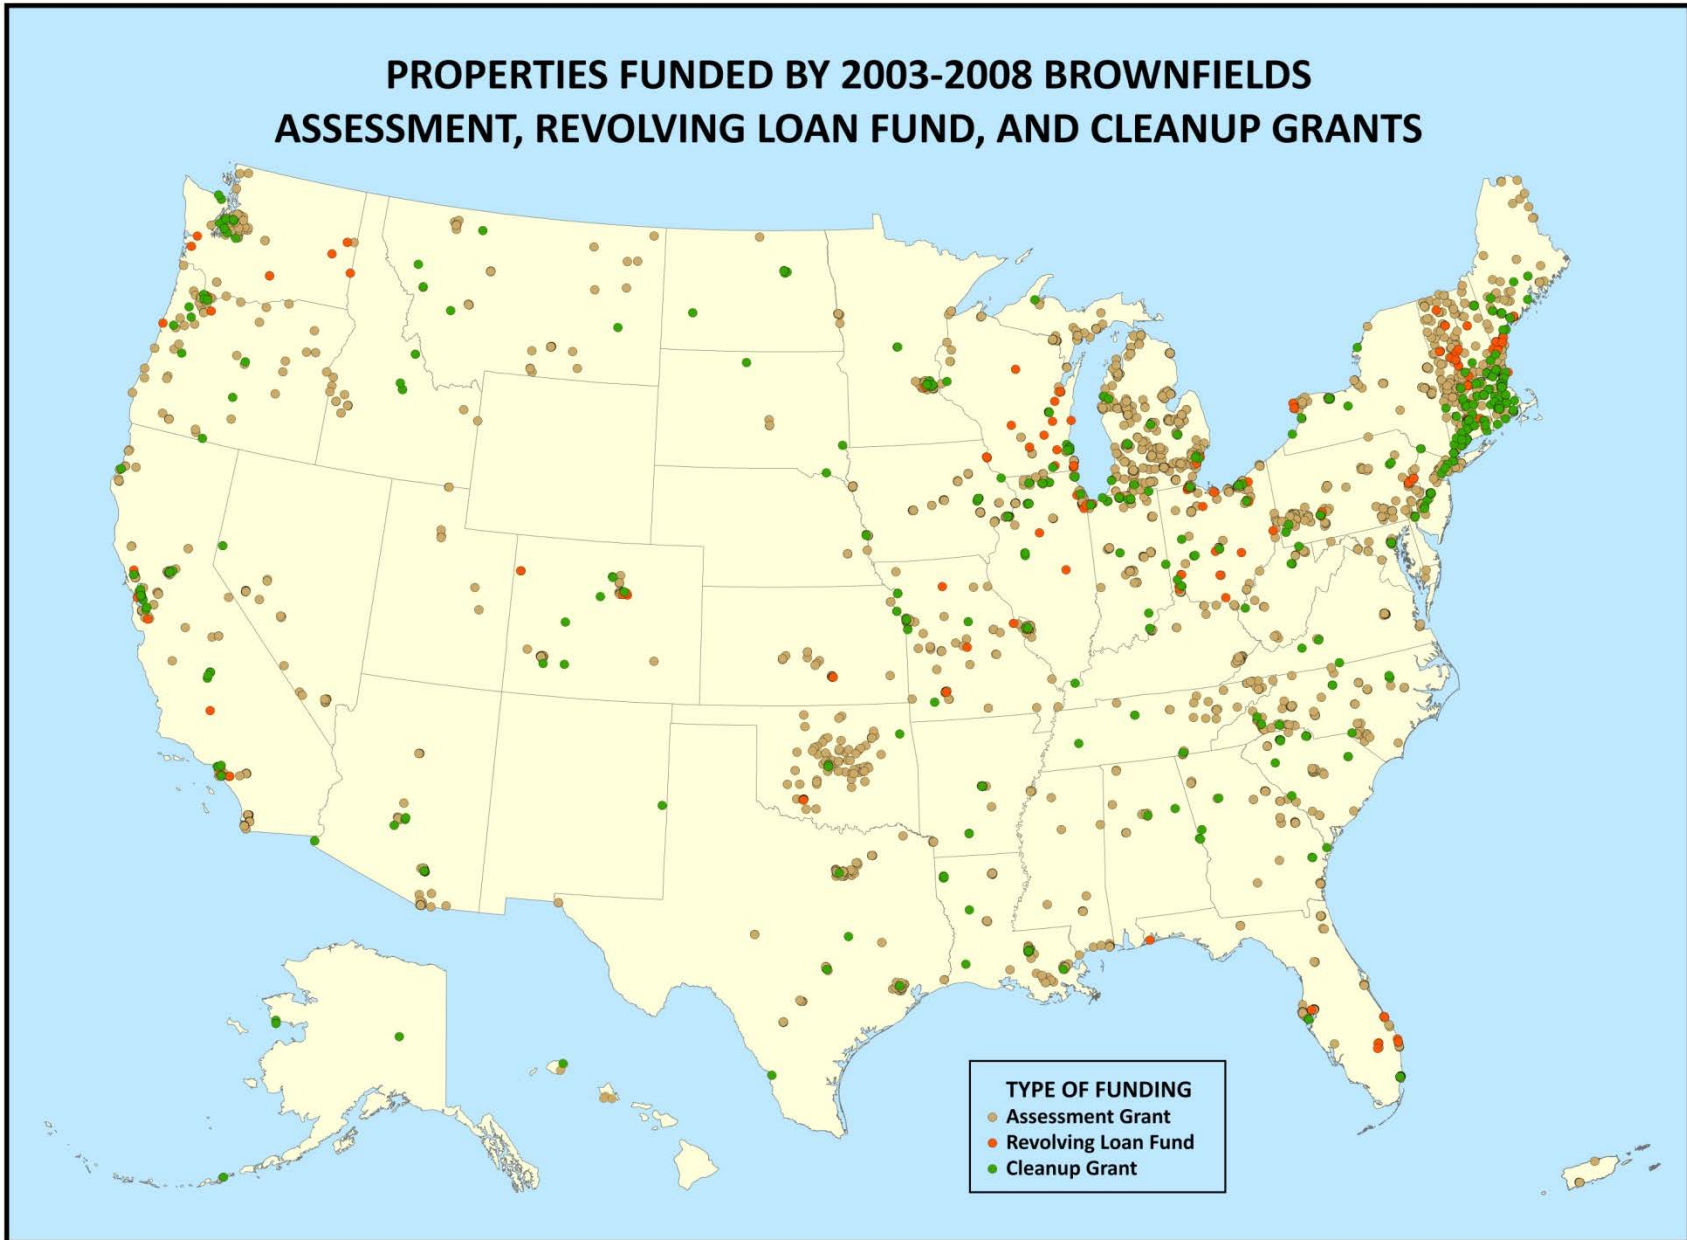 PROPERTIES FUNDED BY 2003-2008 BROWNFIELDS
ASSESSMENT, REVOLVING LOAN FUND, AND CLEANUP GRANTS
TYPE OF FUNDING
Assessment Grant
Revolving Loan Fund
Cleanup Grant